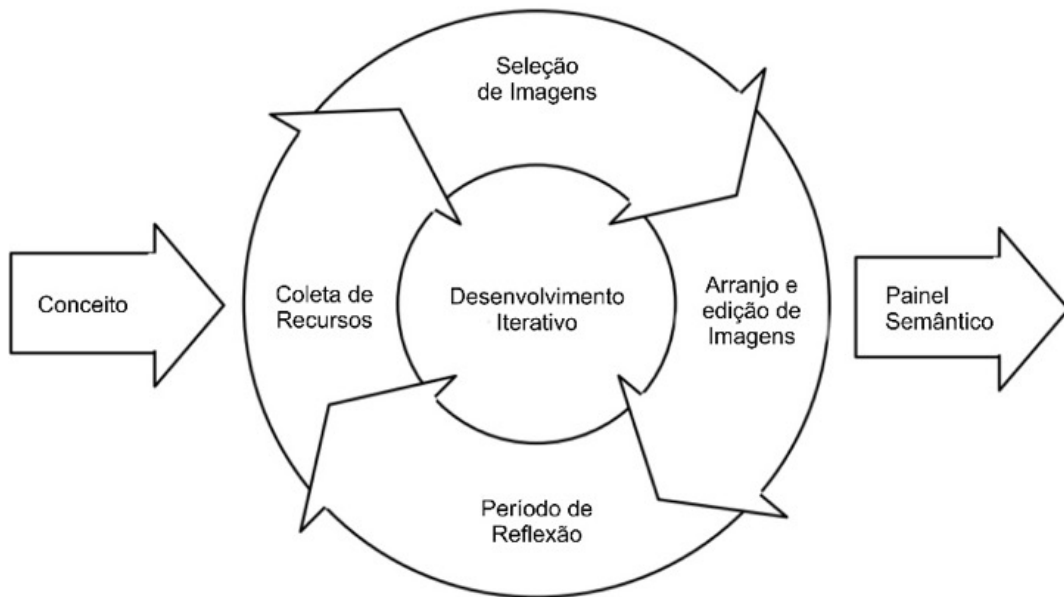 Seleção
de Imagens
Conceito
Coleta de
Recursos
Desenvolvimento
Iterativo
Arranjo e
edição de
Imagens
Painel
Semântico
Período de
Reflexão